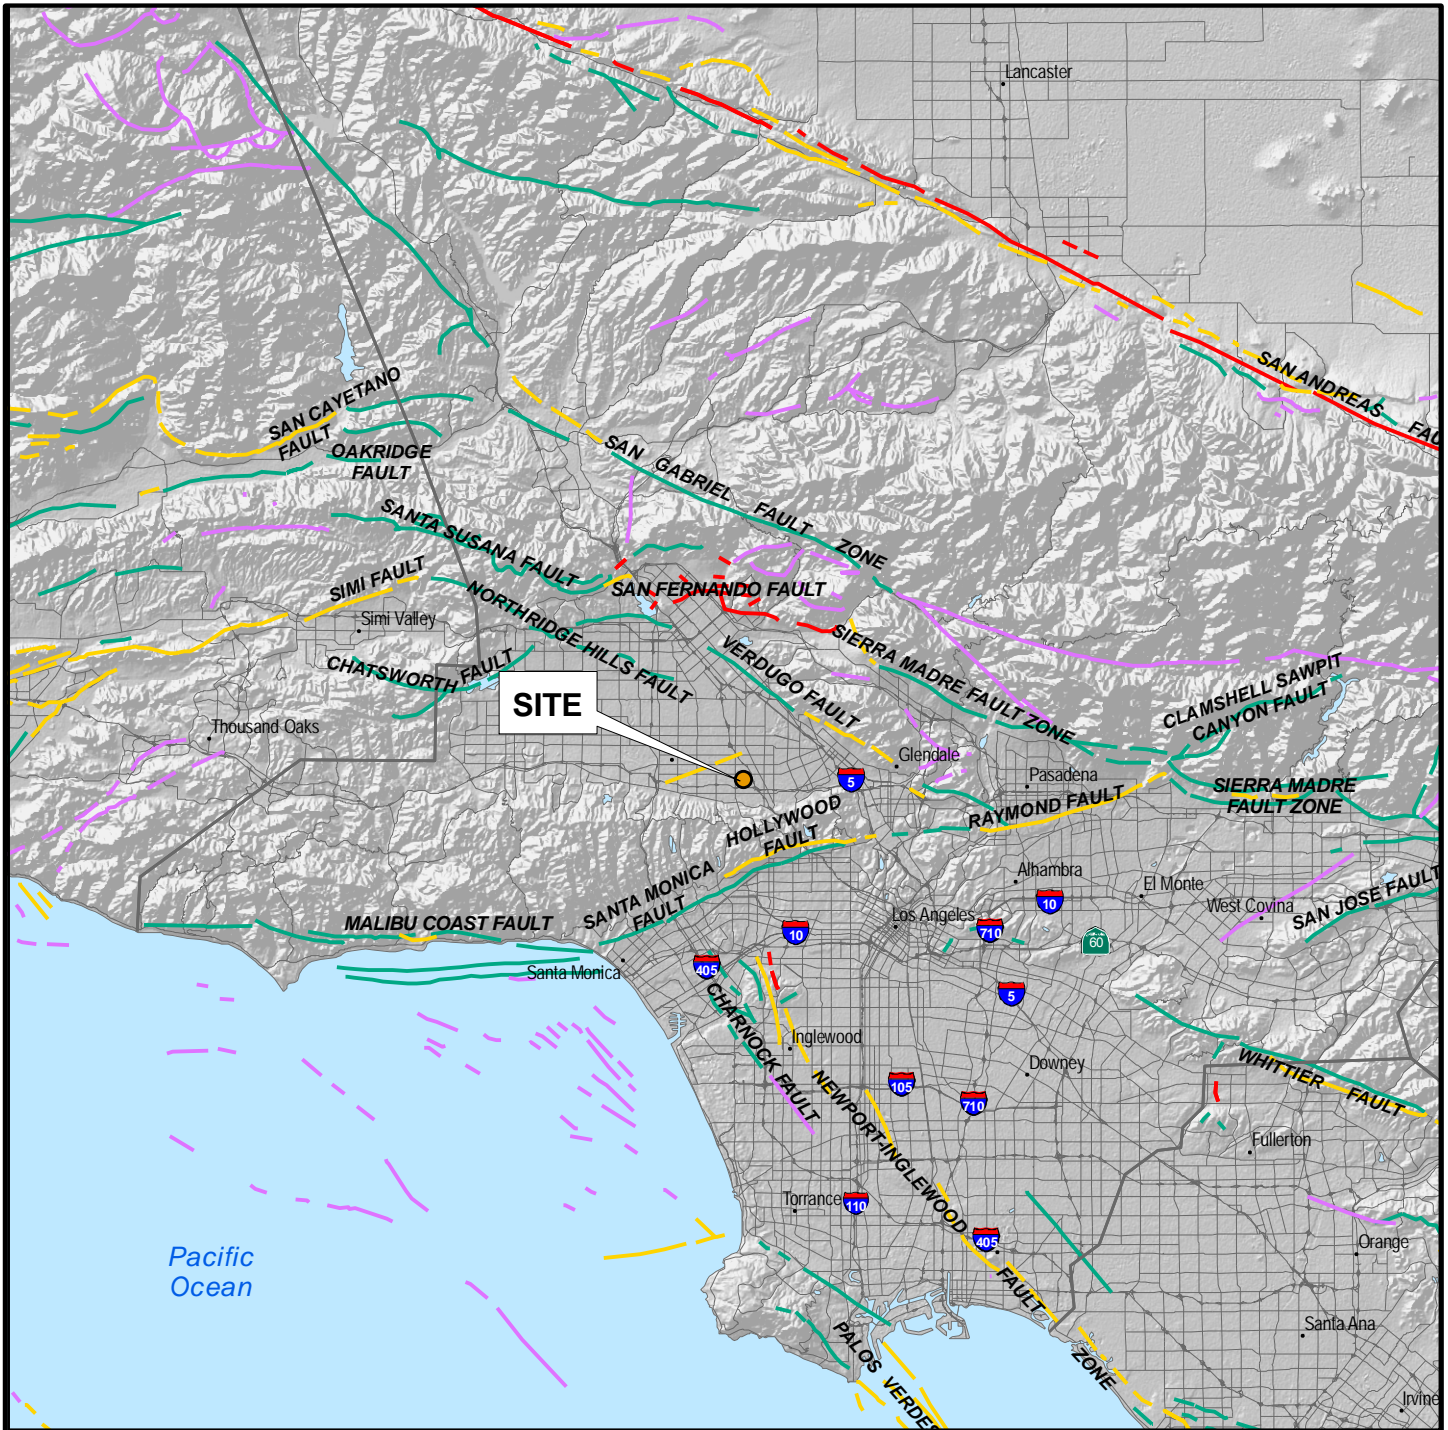 Lancaster
SAN ANDREAS
FAU
SAN CAYETANO
FAULT
OAKRIDGE
FAULT
SAN GABRIEL FAULT ZONE
SANTA SUSANA FAULT
SIMI FAULT
Simi Valley
SAN FERNANDO FAULT
NORTHRIDGE HILLS FAULT
CHATSWORTH FAULT
VERDUGO FAULT
SIERRA MADRE FAULT ZONE
CLAMSHELL SAWPIT
CANYON FAULT
SITE
Thousand Oaks
Glendale
5
Pasadena
SIERRA MADRE
FAULT ZONE
RAYMOND FAULT
HOLLYWOOD
FAULT
Alhambra
10
El Monte
West Covina
SAN JOSE FAULT
SANTA MONICA
FAULT
MALIBU COAST FAULT
Los Angeles
10
710
60
Santa Monica
405
5
CHARNOCK FAULT
Inglewood
Downey
105
710
WHITTIER FAULT
Fullerton
NEWPORT-INGLEWOOD FAULT ZONE
Torrance
110
405
Orange
Pacific
Ocean
Santa Ana
PALOS VERDES
Irvine